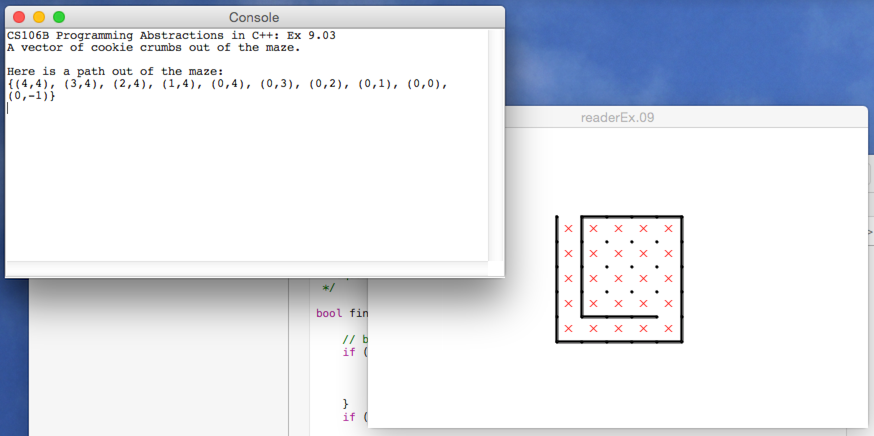 Console
CS106B Programming Abstractions in C++: Ex 9.03
A vector of cookie crumbs out of the maze.
Here is a path out of the maze:
{(4,4), (3,4), (2,4), (1,4), (0,4), (0,3), (0,2), (0,1), (0,0),
(0,-1)}
readerEx.09
*/
bool fin
// b
if (
}
if (